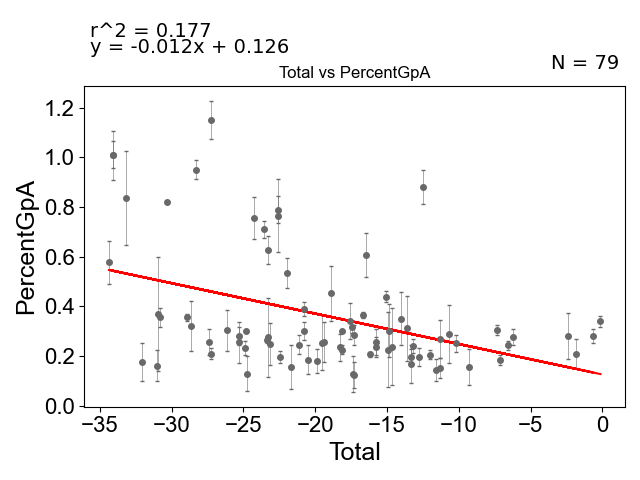 r^2 = 0.177
y = -0.012x + 0.126
N = 79
Total vs PercentGpA
PercentGpA
1.2
1.0
0.8
0.6
0.4
0.2
0.0
−35 −30 −25 −20 −15 −10 −5 0
Total